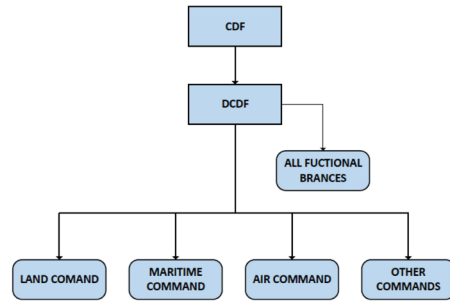 CDF
DCDF
ALL FUCTIONAL
BRANCES
LAND COMAND
MARITIME
COMMAND
AIR COMMAND
OTHER
COMMANDS